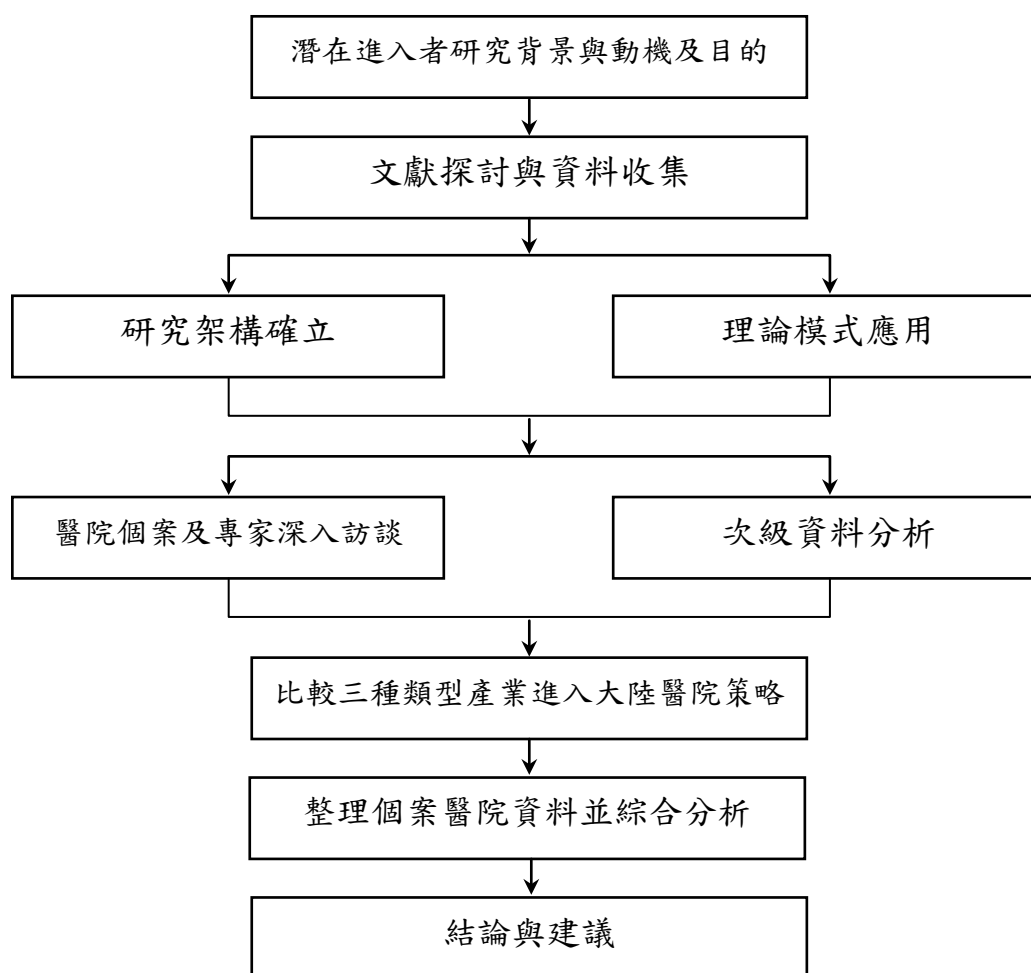 潛在進入者研究背景與動機及目的
文獻探討與資料收集
研究架構確立
理論模式應用
醫院個案及專家深入訪談
次級資料分析
比較三種類型產業進入大陸醫院策略
整理個案醫院資料並綜合分析
結論與建議